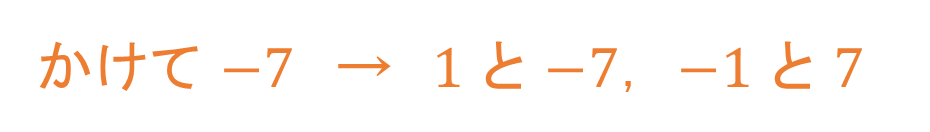 かけて −7 → 1 と −7, −1 と 7